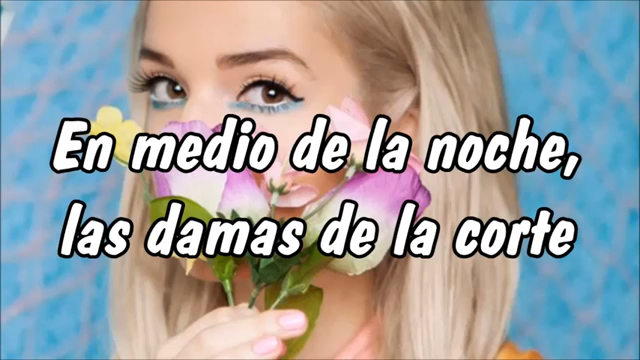 En medio de la noche,
las damas de la corte